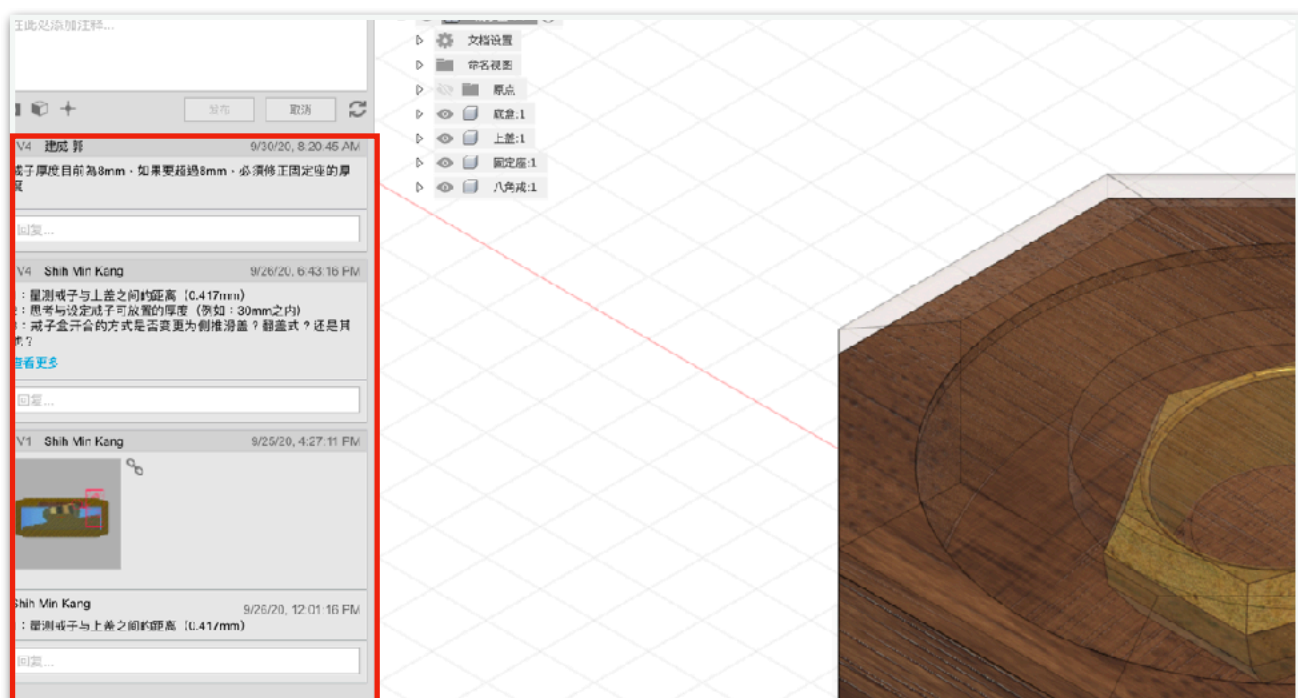 在此处添加注释...
发布
取消
V4 建成 郭
9/30/20, 8:20:45 AM
戒子厚度目前為8mm，如果要超過8mm，必須修正固定座的厚
度
回复...
V4 Shih Min Kang
9/26/20, 6:43:16 PM
：量測戒子与上盖之间的距离（0.417mm）
：思考与设定戒子可放置的厚度（例如：30mm之内）
：戒子盒开合的方式是否变更为侧推滑盖？翻盖式？还是其
查看更多
回复...
V1 Shih Min Kang
9/25/20, 4:27:11 PM
Shih Min Kang
9/26/20, 12:01:16 PM
：量测戒子与上盖之间的距离（0.417mm）
回复...
文档设置
命名视图
原点
底盒:1
上盖:1
固定座:1
八角戒:1